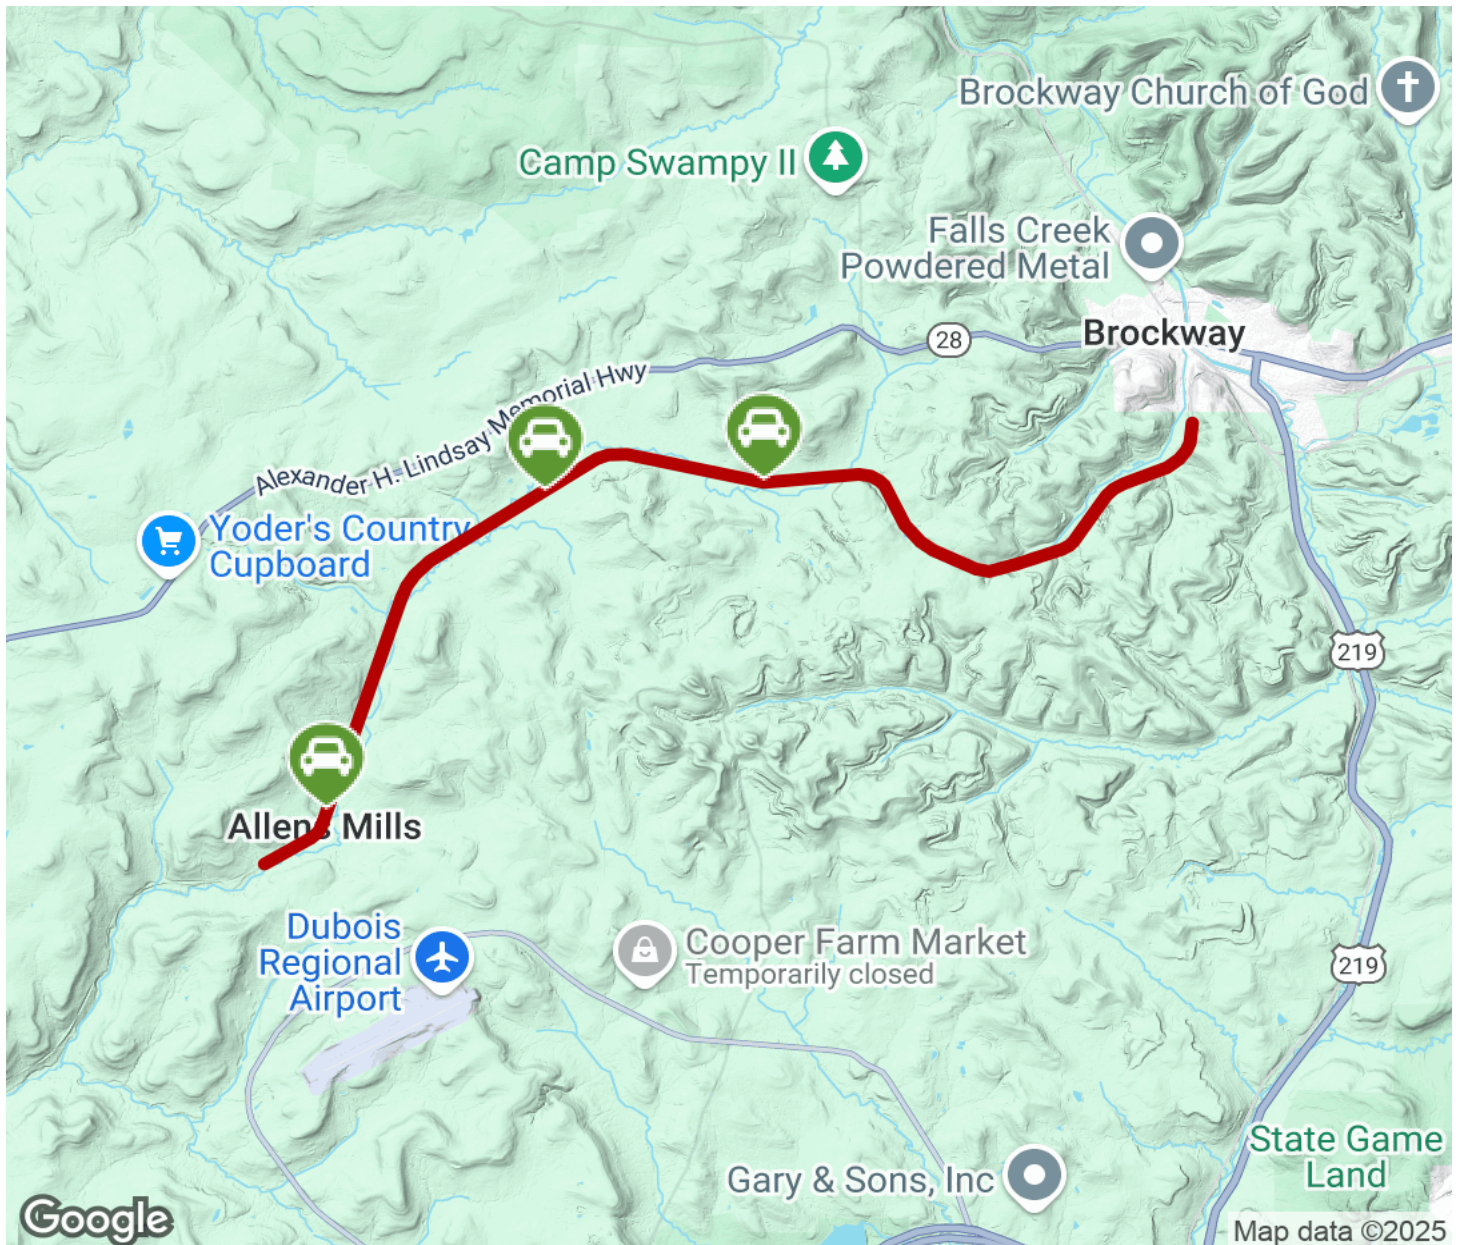 Brockway Church of God
Camp Swampy II
Falls Creek
Powdered Metal
Brockway
28
Alexander H. Lindsay Memorial Hwy
Yoder's Country
Cupboard
219
Allens Mills
Dubois
Regional
Airport
Cooper Farm Market
Temporarily closed
219
State Game
Land
Gary & Sons, Inc
Google
Map data ©2025